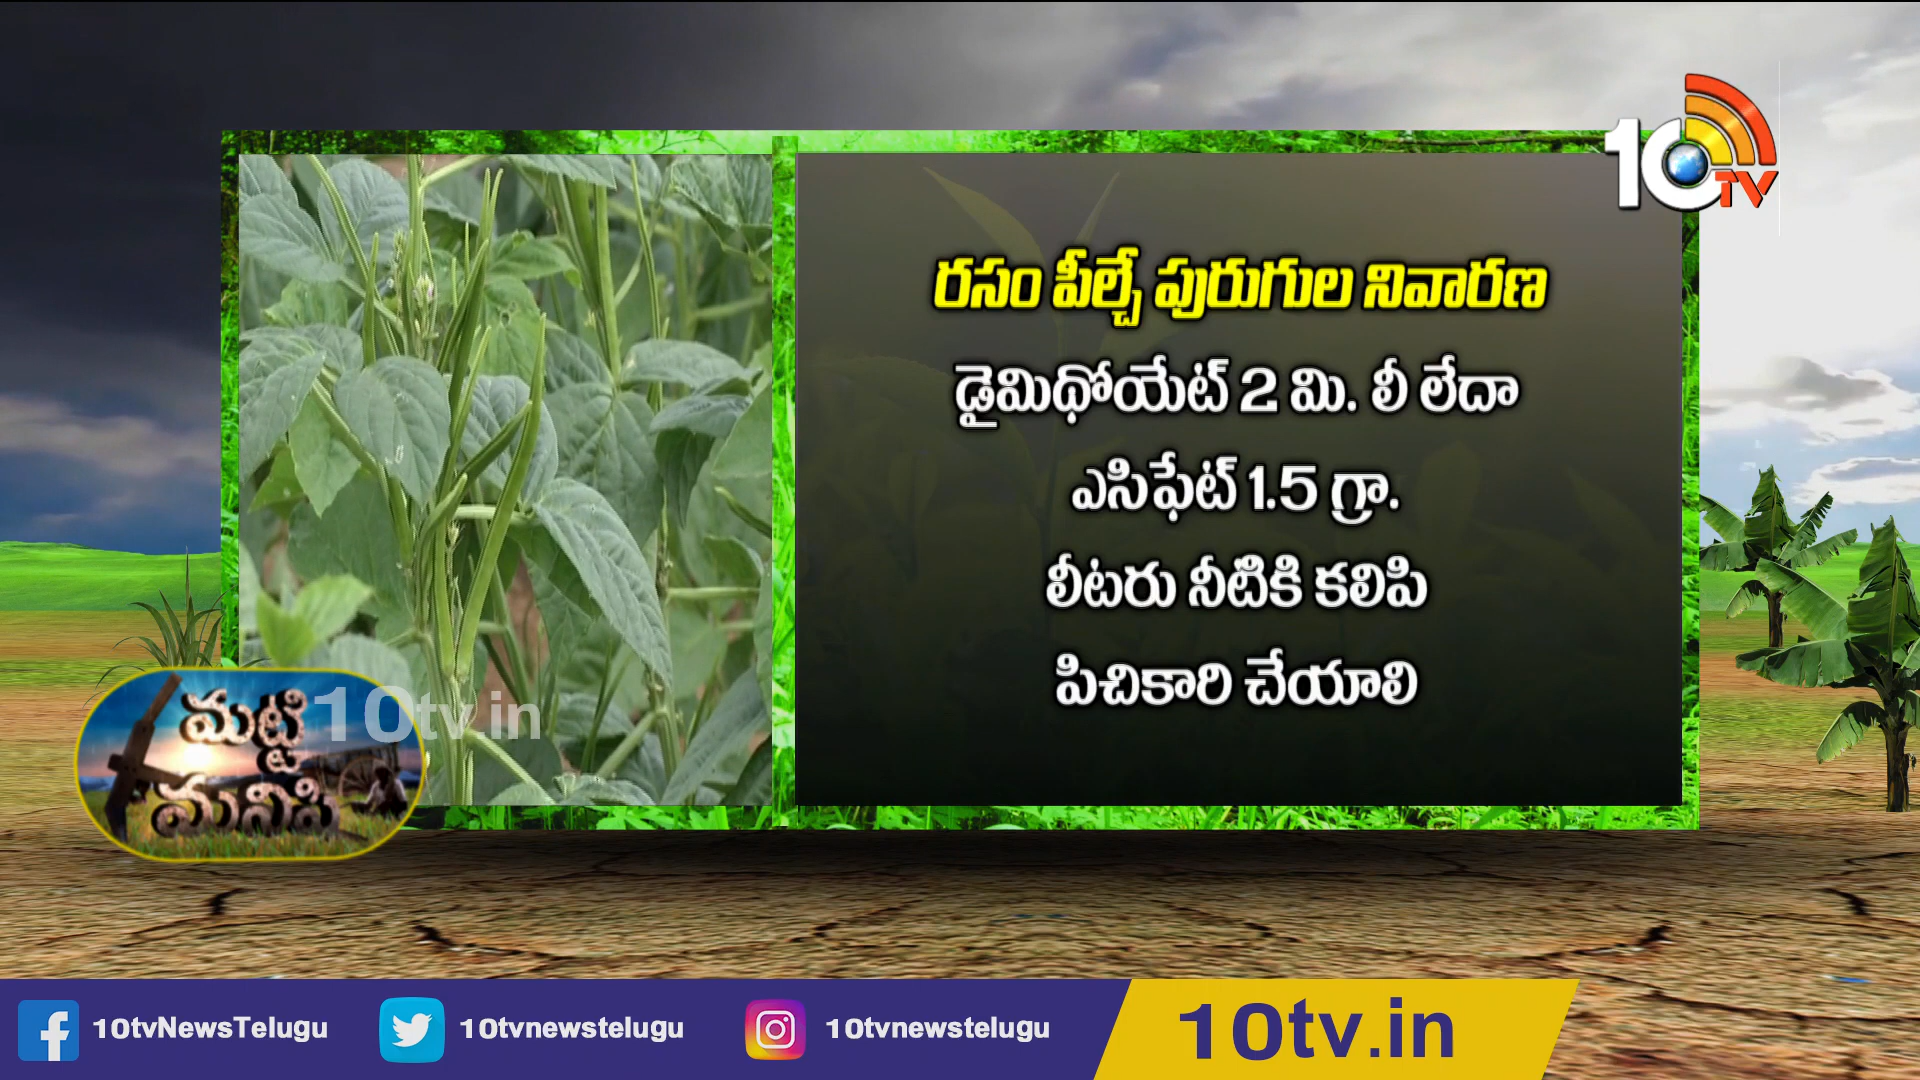 10TV
రసం పీల్చే పురుగుల నివారణ
డైమిథోయేట్ 2 మి. లీ లేదా
ఎసిఫేట్ 1.5 గ్రా.
లీటరు నీటికి కలిపి
పిచికారి చేయాలి
మట్టి
మనిషి
10tv.in
10tvNewsTelugu
10tvnewstelugu
10tvnewstelugu
10tv.in